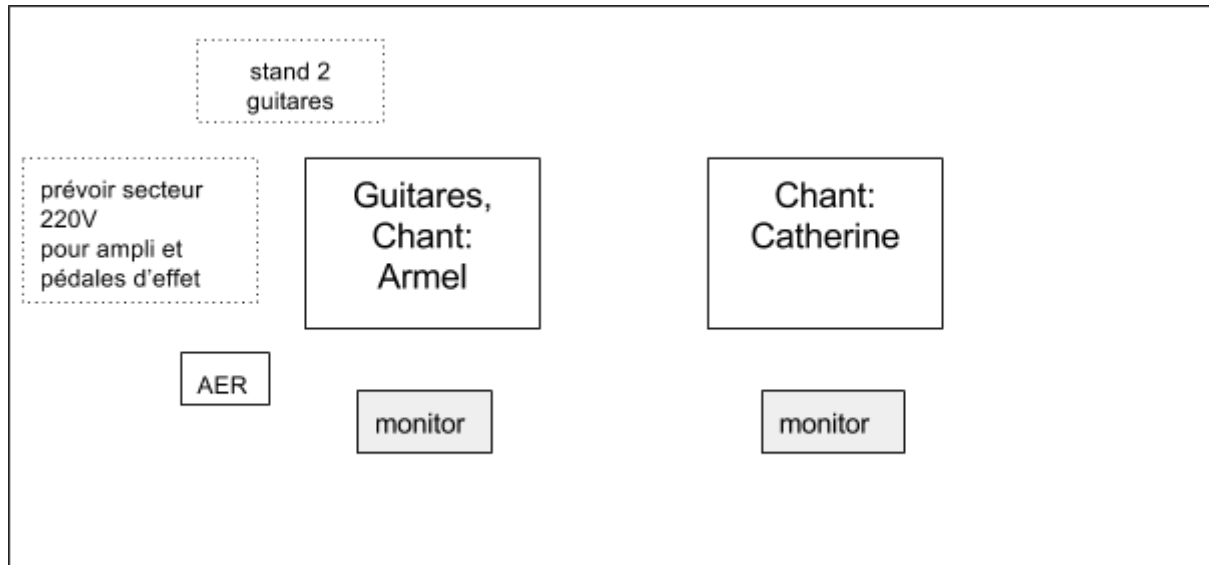 stand 2
guitares
prévoir secteur
220V
pour ampli et
pédales d'effet
Guitares,
Chant:
Armel
Chant:
Catherine
AER
monitor
monitor